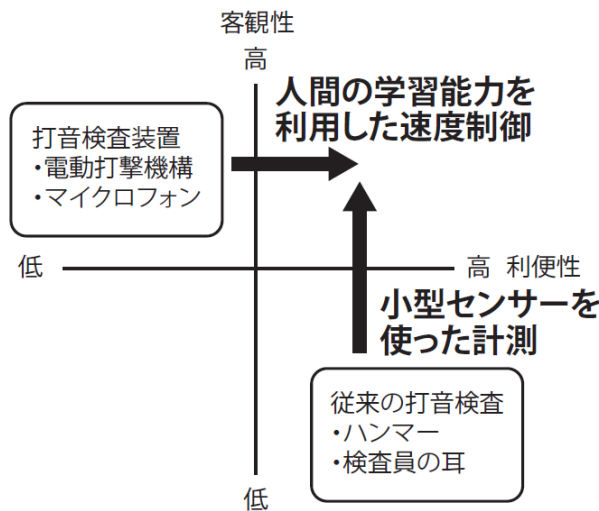 客観性
高
人間の学習能力を
利用した速度制御
打音検査装置
・電動打撃機構
・マイクロフォン
低
高 利便性
小型センサーを
使った計測
従来の打音検査
・ハンマー
・検査員の耳
低